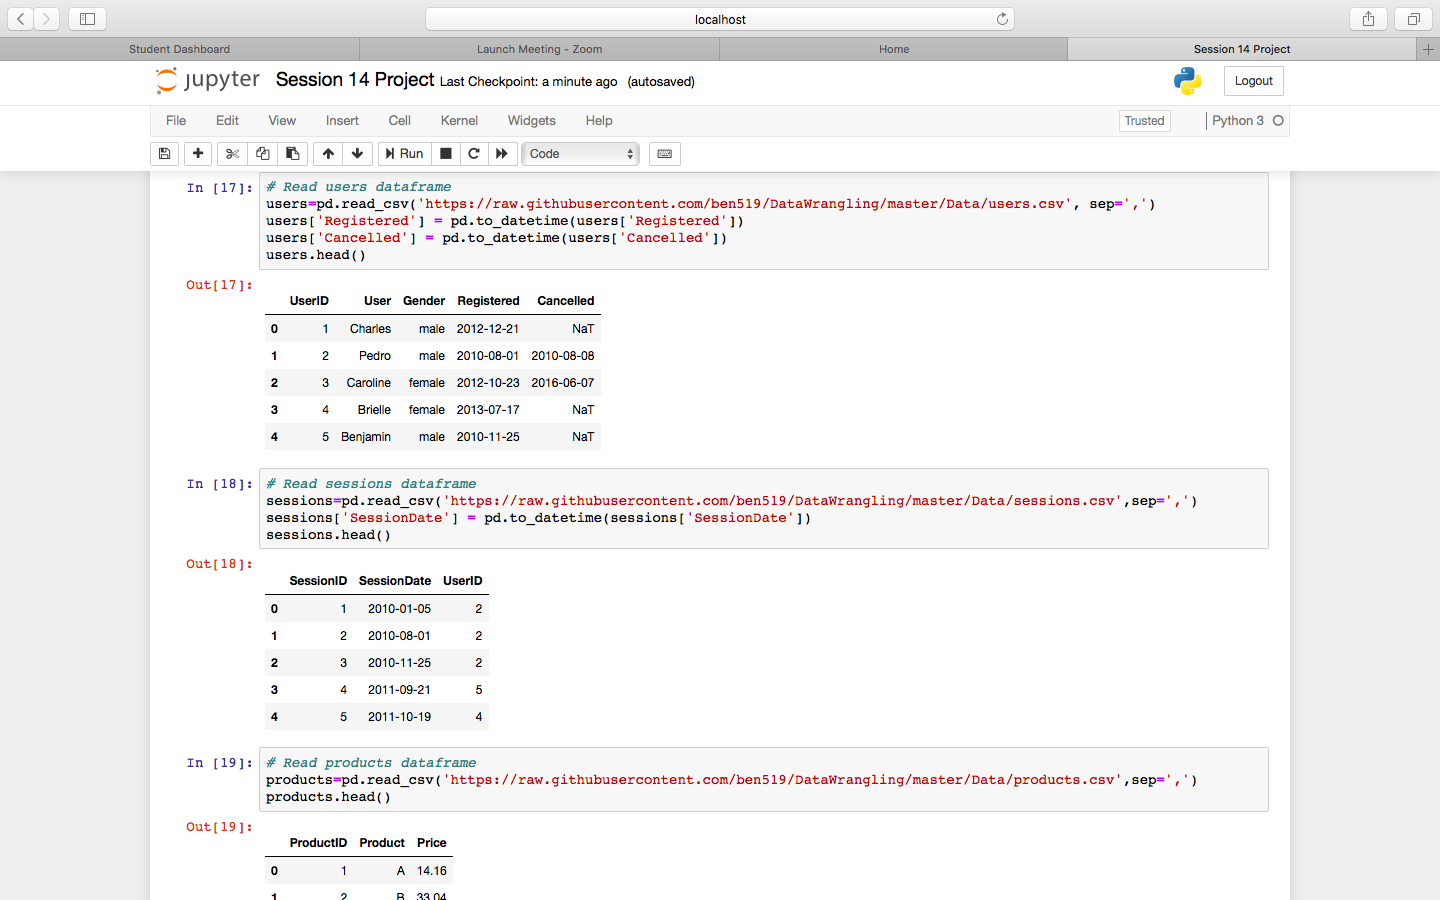 localhost
Student Dashboard Launch Meeting - Zoom Home Session 14 Project
jupyter Session 14 Project Last Checkpoint: a minute ago (autosaved) Logout
File Edit View Insert Cell Kernel Widgets Help Trusted Python 3
Run Code
In [17]: # Read users dataframe
users=pd.read_csv('https://raw.githubusercontent.com/ben519/DataWrangling/master/Data/users.csv', sep=',')
users['Registered'] = pd.to_datetime(users['Registered'])
users['Cancelled'] = pd.to_datetime(users['Cancelled'])
users.head()
Out[17]:
UserID User Gender Registered Cancelled
0 1 Charles male 2012-12-21 NaT
1 2 Pedro male 2010-08-01 2010-08-08
2 3 Caroline female 2012-10-23 2016-06-07
3 4 Brielle female 2013-07-17 NaT
4 5 Benjamin male 2010-11-25 NaT
In [18]: # Read sessions dataframe
sessions=pd.read_csv('https://raw.githubusercontent.com/ben519/DataWrangling/master/Data/sessions.csv',sep=',')
sessions['SessionDate'] = pd.to_datetime(sessions['SessionDate'])
sessions.head()
Out[18]:
SessionID SessionDate UserID
0 1 2010-01-05 2
1 2 2010-08-01 2
2 3 2010-11-25 2
3 4 2011-09-21 5
4 5 2011-10-19 4
In [19]: # Read products dataframe
products=pd.read_csv('https://raw.githubusercontent.com/ben519/DataWrangling/master/Data/products.csv',sep=',')
products.head()
Out[19]:
ProductID Product Price
0 1 A 14.16
1 2 B 33.04